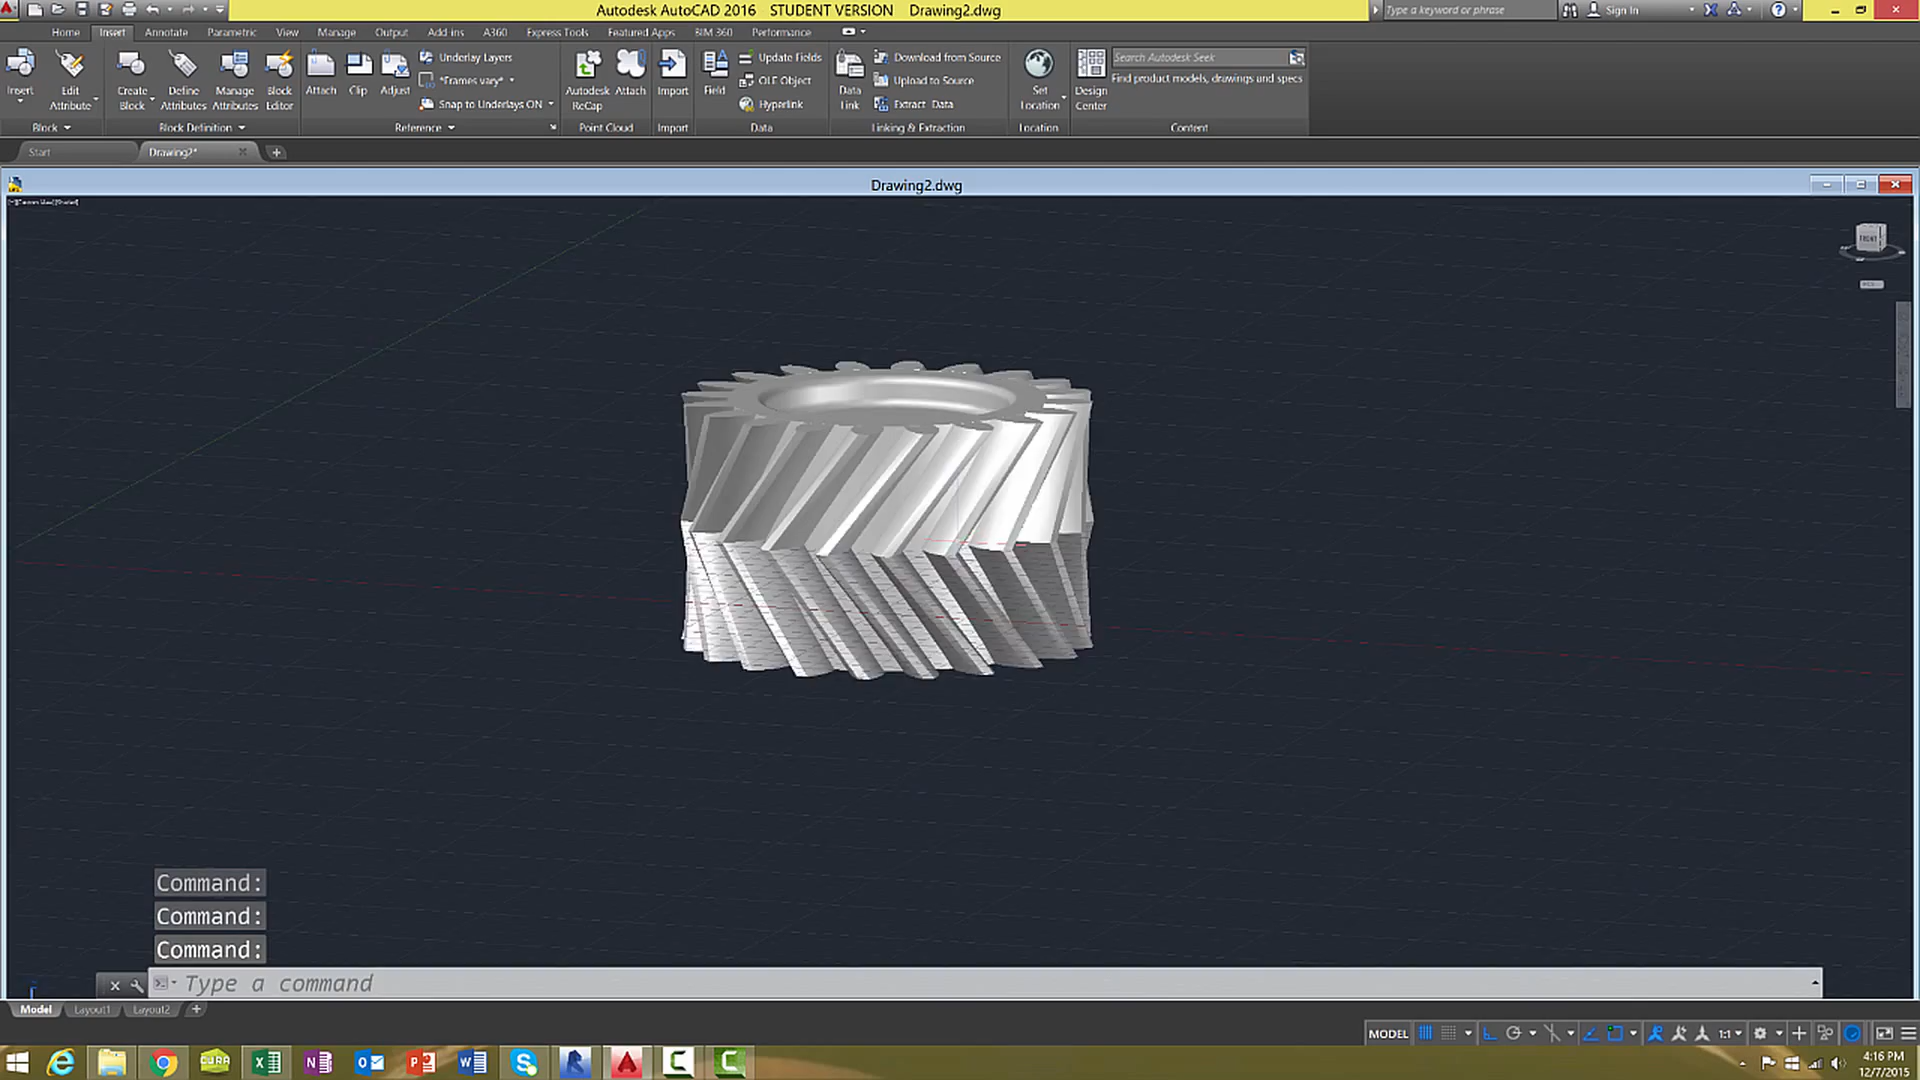 Autodesk AutoCAD 2016 STUDENT VERSION Drawing2.dwg
Type a keyword or phrase
Sign In
Home Insert Annotate Parametric View Manage Output Add ins A360 Express Tools Featured Apps BIM 360 Performance
Insert
Edit
Attribute
Create
Block
Define
Attributes
Manage
Attributes
Block
Editor
Attach
Clip
Adjust
Underlay Layers
*Frames vary*
Snap to Underlays ON
Autodesk
ReCap
Attach
Import
Field
Update Fields
OLE Object
Hyperlink
Data
Link
Download from Source
Upload to Source
Extract Data
Set
Location
Design
Center
Search Autodesk Seek
Find product models, drawings and specs
Block
Block Definition
Reference
Point Cloud
Import
Data
Linking & Extraction
Location
Content
Start
Drawing2*
Drawing2.dwg
FRONT
Command:
Command:
Command:
Type a command
Model
Layout1
Layout2
MODEL
1:1
CURA
4:16 PM
12/7/2015